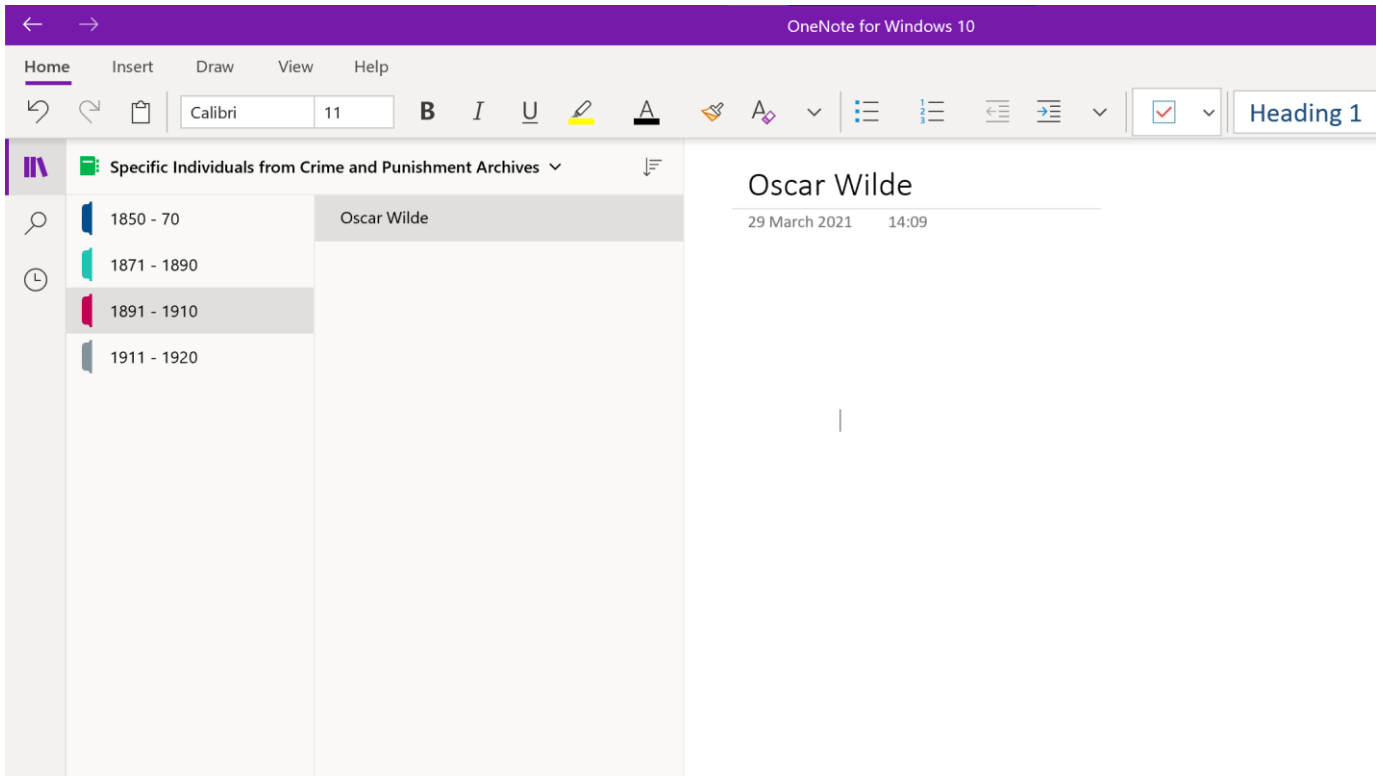 OneNote for Windows 10
Home Insert Draw View Help
Calibri 11 B I U A A Heading 1
Specific Individuals from Crime and Punishment Archives
1850 - 70
1871 - 1890
1891 - 1910
1911 - 1920
Oscar Wilde
Oscar Wilde
29 March 2021 14:09